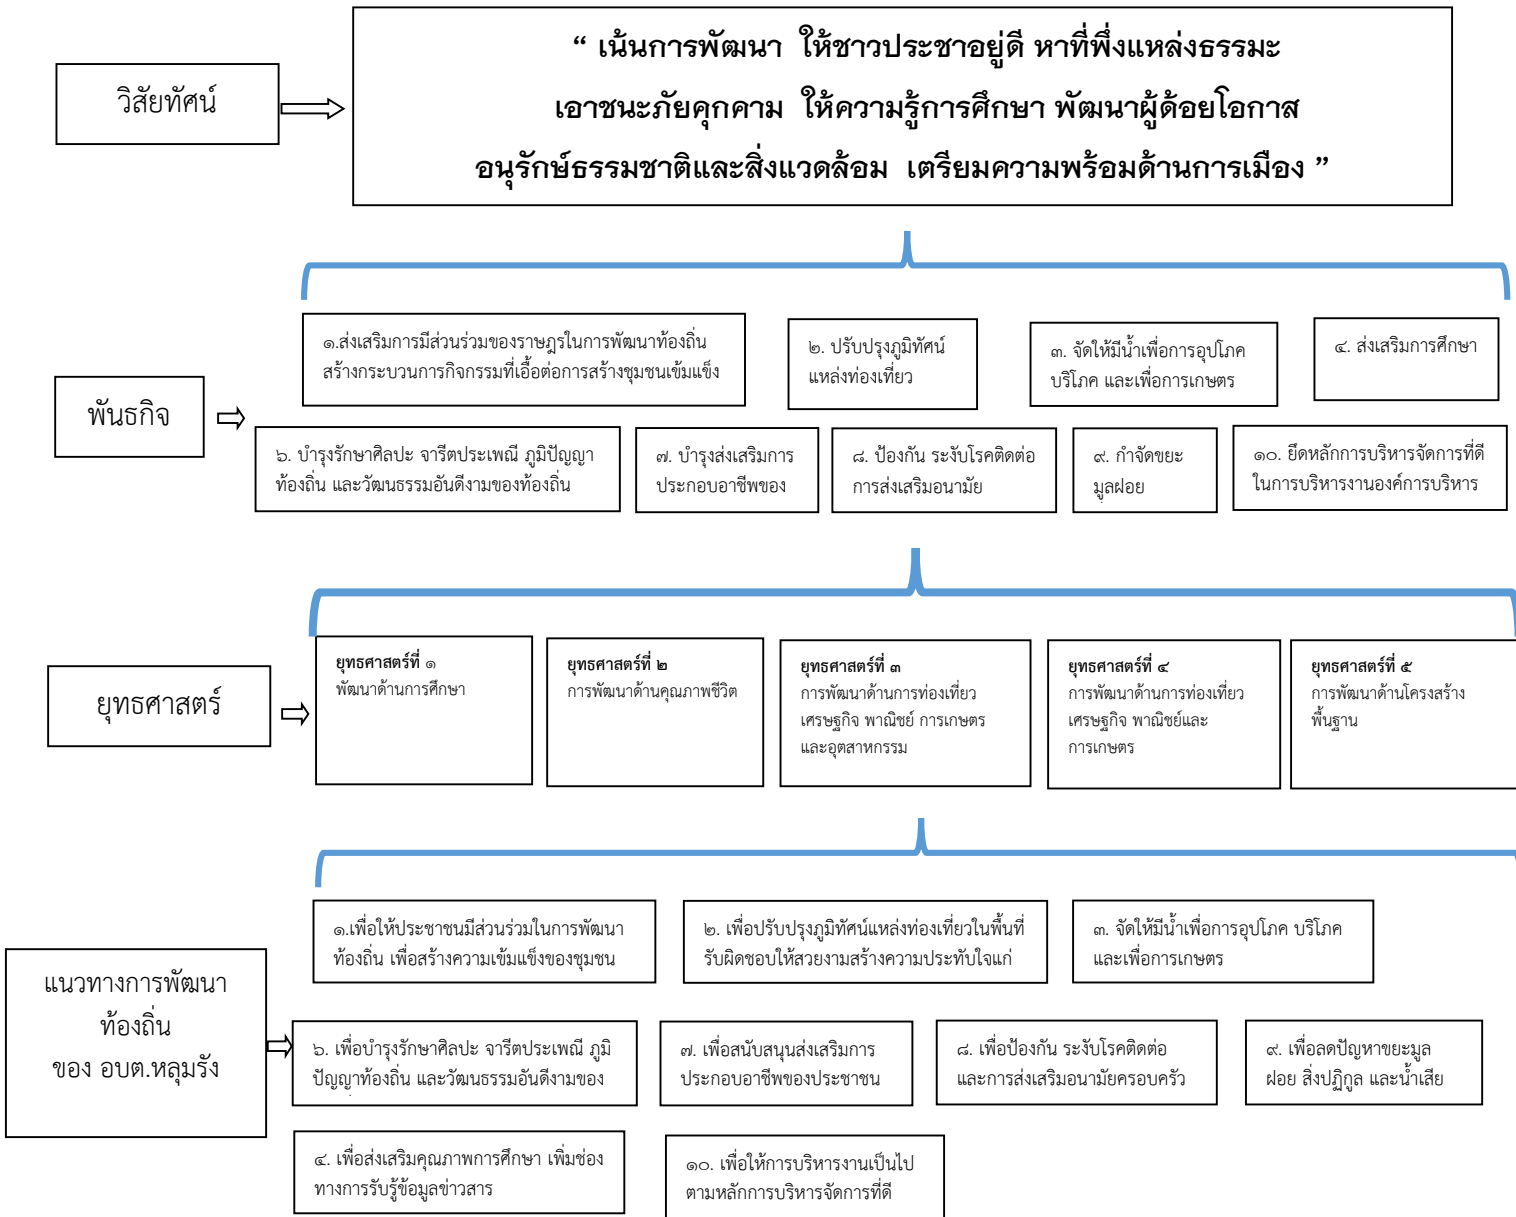 วิสัยทัศน์
“ เน้นการพัฒนา ให้ชาวประชาอยู่ดี หาที่พึ่งแหล่งธรรมะ
เอาชนะภัยคุกคาม ให้ความรู้การศึกษา พัฒนาผู้ด้อยโอกาส
อนุรักษ์ธรรมชาติและสิ่งแวดล้อม เตรียมความพร้อมด้านการเมือง ”
พันธกิจ
๑.ส่งเสริมการมีส่วนร่วมของราษฎรในการพัฒนาท้องถิ่น
สร้างกระบวนการกิจกรรมที่เอื้อต่อการสร้างชุมชนเข้มแข็ง
๒. ปรับปรุงภูมิทัศน์
แหล่งท่องเที่ยว
๓. จัดให้มีน้ำเพื่อการอุปโภค
บริโภค และเพื่อการเกษตร
๔. ส่งเสริมการศึกษา
๖. บำรุงรักษาศิลปะ จารีตประเพณี ภูมิปัญญา
ท้องถิ่น และวัฒนธรรมอันดีงามของท้องถิ่น
๗. บำรุงส่งเสริมการ
ประกอบอาชีพของ
๘. ป้องกัน ระงับโรคติดต่อ
การส่งเสริมอนามัย
๙. กำจัดขยะ
มูลฝอย
๑๐. ยึดหลักการบริหารจัดการที่ดี
ในการบริหารงานองค์การบริหาร
ยุทธศาสตร์
ยุทธศาสตร์ที่ ๑
พัฒนาด้านการศึกษา
ยุทธศาสตร์ที่ ๒
การพัฒนาด้านคุณภาพชีวิต
ยุทธศาสตร์ที่ ๓
การพัฒนาด้านการท่องเที่ยว
เศรษฐกิจ พาณิชย์ การเกษตร
และอุตสาหกรรม
ยุทธศาสตร์ที่ ๔
การพัฒนาด้านการท่องเที่ยว
เศรษฐกิจ พาณิชย์และ
การเกษตร
ยุทธศาสตร์ที่ ๕
การพัฒนาด้านโครงสร้าง
พื้นฐาน
แนวทางการพัฒนา
ท้องถิ่น
ของ อบต.หลุมรัง
๑.เพื่อให้ประชาชนมีส่วนร่วมในการพัฒนา
ท้องถิ่น เพื่อสร้างความเข้มแข็งของชุมชน
๒. เพื่อปรับปรุงภูมิทัศน์แหล่งท่องเที่ยวในพื้นที่
รับผิดชอบให้สวยงามสร้างความประทับใจแก่
๓. จัดให้มีน้ำเพื่อการอุปโภค บริโภค
และเพื่อการเกษตร
๖. เพื่อบำรุงรักษาศิลปะ จารีตประเพณี ภูมิ
ปัญญาท้องถิ่น และวัฒนธรรมอันดีงามของ
๗. เพื่อสนับสนุนส่งเสริมการ
ประกอบอาชีพของประชาชน
๘. เพื่อป้องกัน ระงับโรคติดต่อ
และการส่งเสริมอนามัยครอบครัว
๙. เพื่อลดปัญหาขยะมูล
ฝอย สิ่งปฏิกูล และน้ำเสีย
๔. เพื่อส่งเสริมคุณภาพการศึกษา เพิ่มช่อง
ทางการรับรู้ข้อมูลข่าวสาร
๑๐. เพื่อให้การบริหารงานเป็นไป
ตามหลักการบริหารจัดการที่ดี